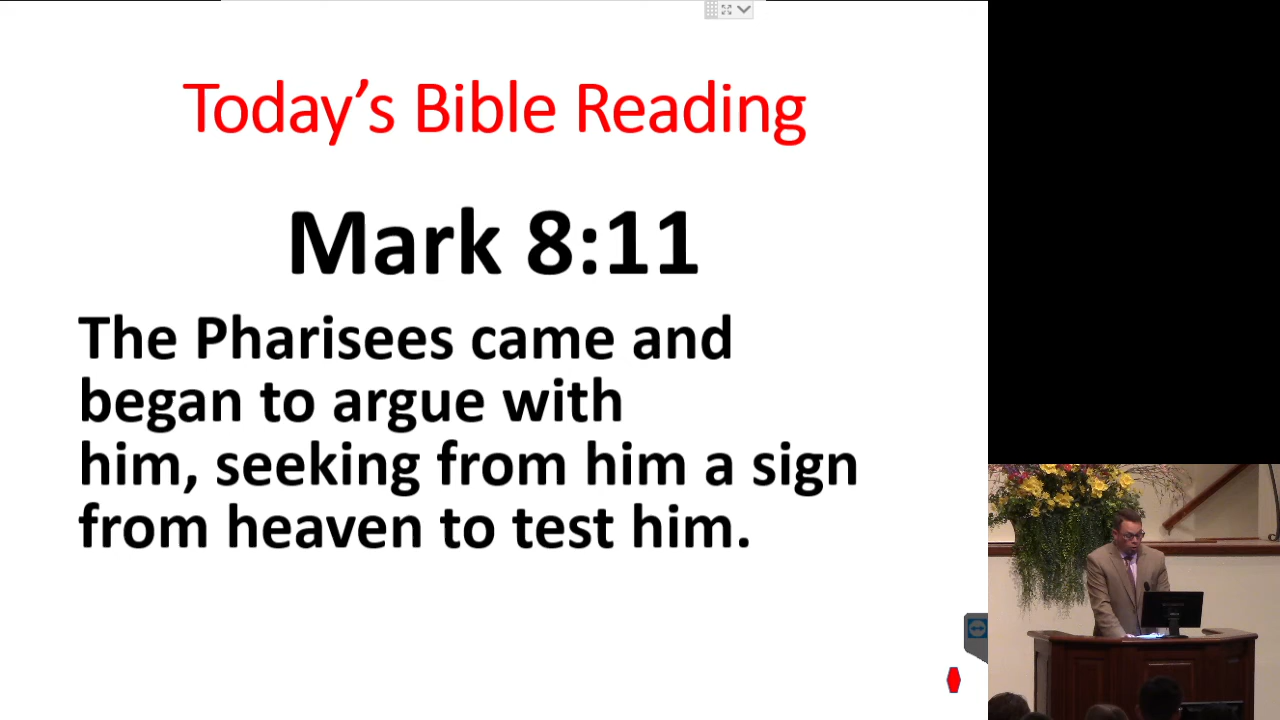 Today’s Bible Reading
Mark 8:11
The Pharisees came and
began to argue with
him, seeking from him a sign
from heaven to test him.